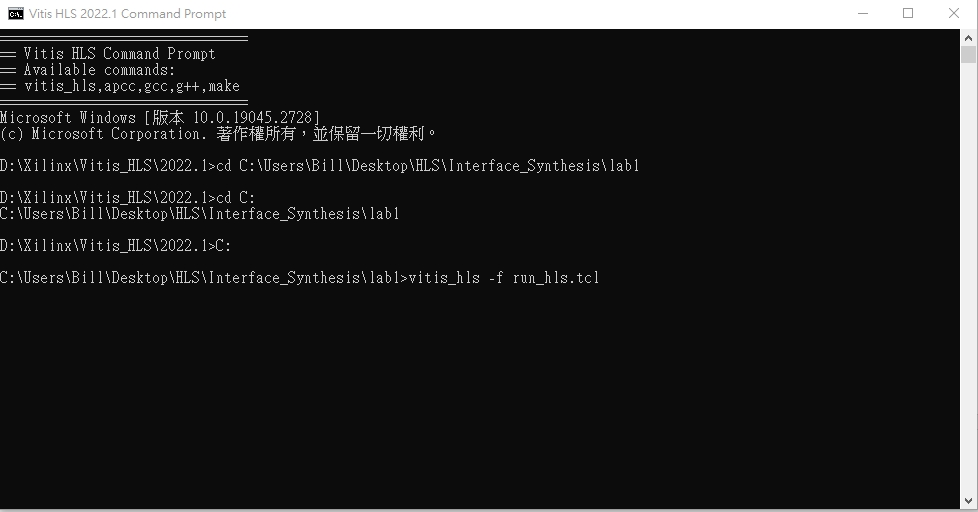 Vitis HLS 2022.1 Command Prompt
== Vitis HLS Command Prompt
== Available commands:
== vitis_hls,apcc,gcc,g++,make
Microsoft Windows [版本 10.0.19045.2728]
(c) Microsoft Corporation. 著作權所有，並保留一切權利。
D:\Xilinx\Vitis_HLS\2022.1>cd C:\Users\Bill\Desktop\HLS\Interface_Synthesis\lab1
D:\Xilinx\Vitis_HLS\2022.1>cd C:
C:\Users\Bill\Desktop\HLS\Interface_Synthesis\lab1
D:\Xilinx\Vitis_HLS\2022.1>C:
C:\Users\Bill\Desktop\HLS\Interface_Synthesis\lab1>vitis_hls -f run_hls.tcl